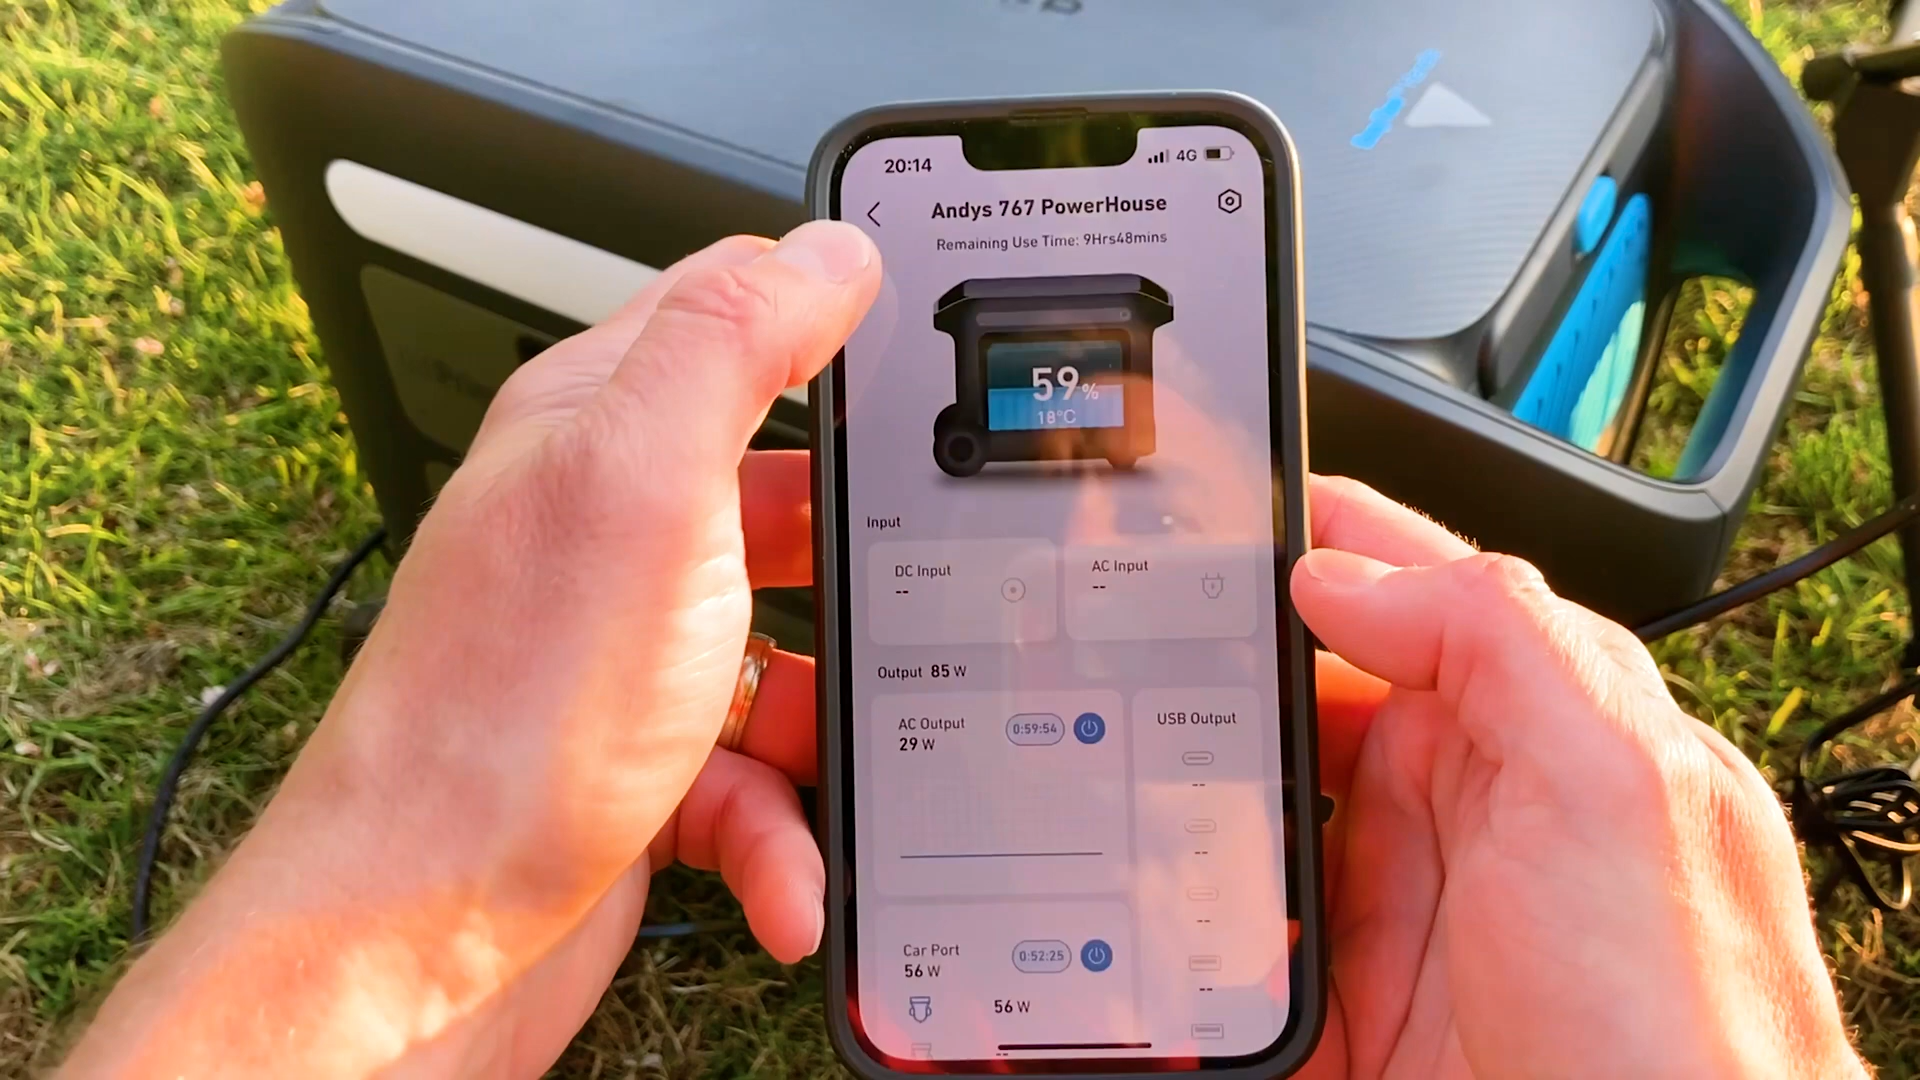 20:14
4G
Andys 767 PowerHouse
Remaining Use Time: 9Hrs48mins
59%
18°C
Input
DC Input
--
AC Input
--
Output 85 W
AC Output
29 W
0:59:54
USB Output
--
--
--
--
Car Port
56 W
0:52:25
56 W
--